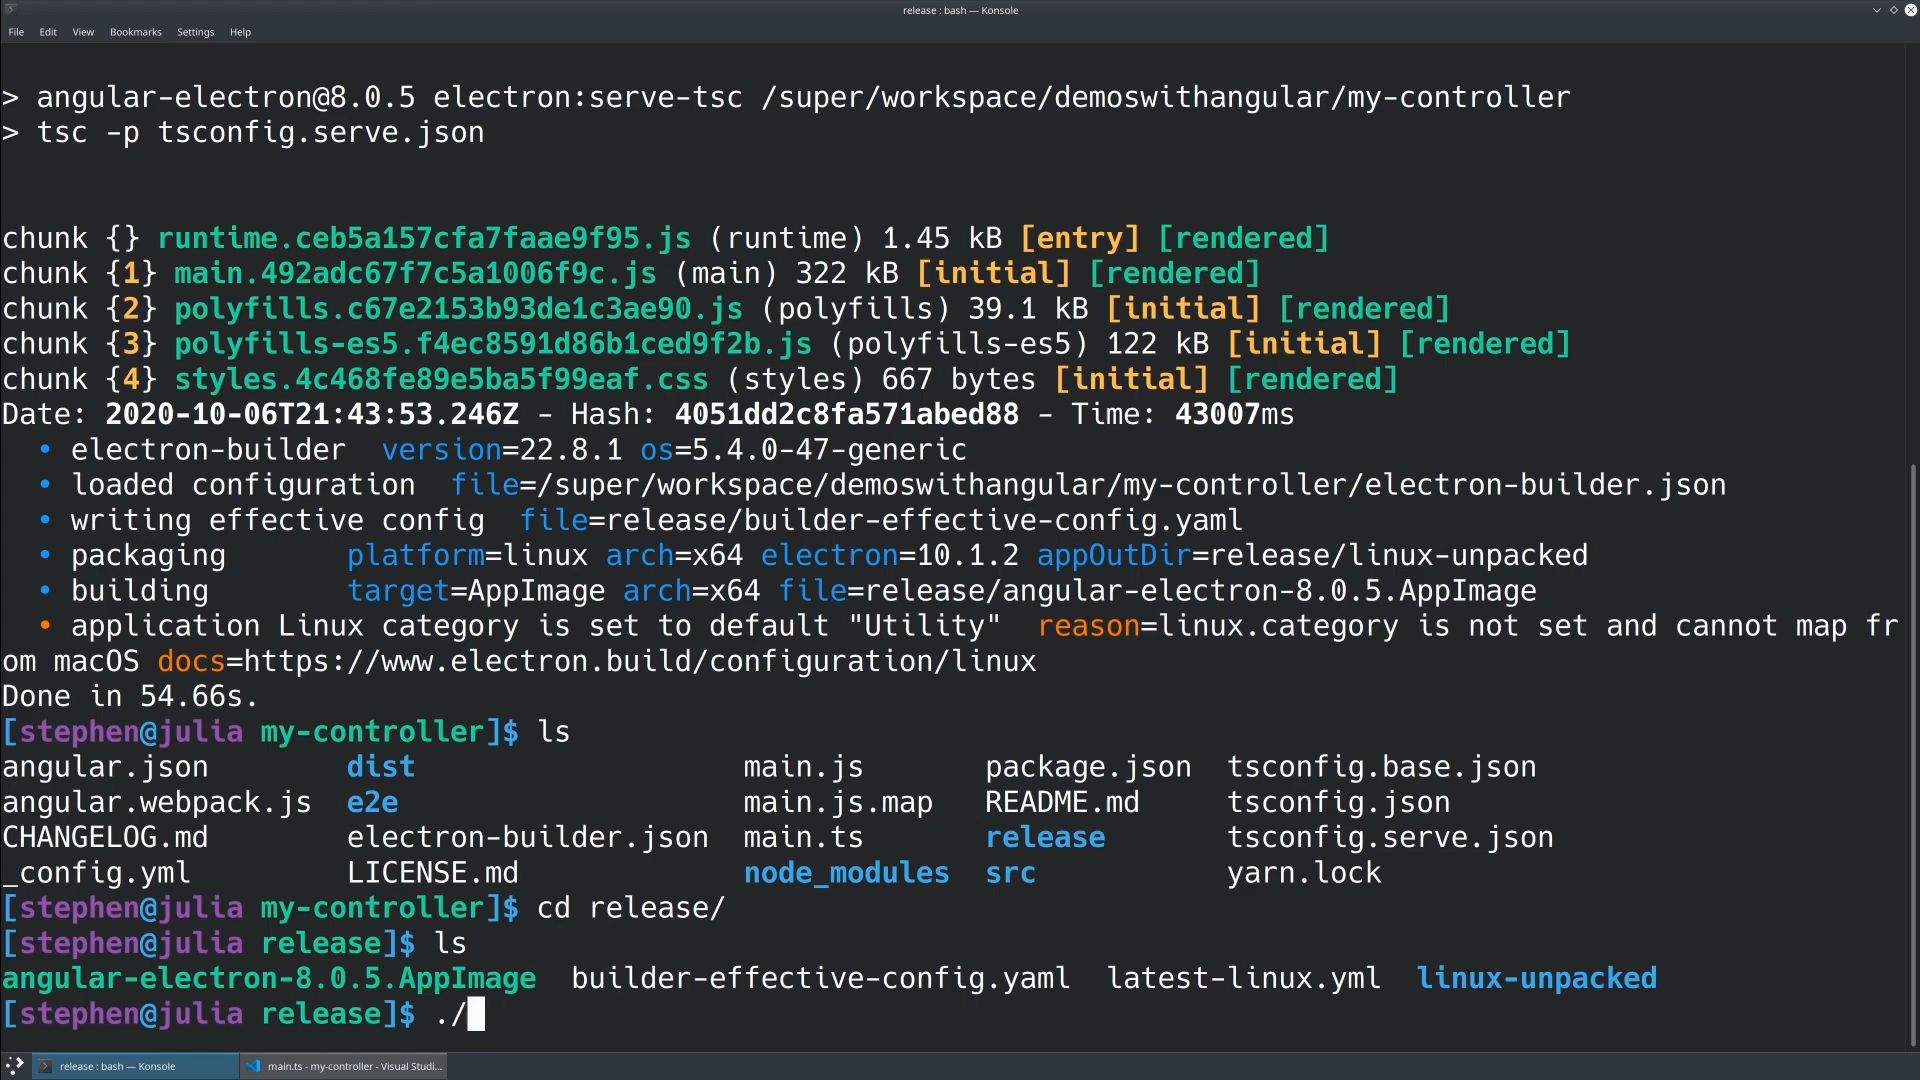 release : bash — Konsole
File Edit View Bookmarks Settings Help
> angular-electron@8.0.5 electron:serve-tsc /super/workspace/demoswithangular/my-controller
> tsc -p tsconfig.serve.json
chunk {} runtime.ceb5a157cfa7faae9f95.js (runtime) 1.45 kB [entry] [rendered]
chunk {1} main.492adc67f7c5a1006f9c.js (main) 322 kB [initial] [rendered]
chunk {2} polyfills.c67e2153b93de1c3ae90.js (polyfills) 39.1 kB [initial] [rendered]
chunk {3} polyfills-es5.f4ec8591d86b1ced9f2b.js (polyfills-es5) 122 kB [initial] [rendered]
chunk {4} styles.4c468fe89e5ba5f99eaf.css (styles) 667 bytes [initial] [rendered]
Date: 2020-10-06T21:43:53.246Z - Hash: 4051dd2c8fa571abed88 - Time: 43007ms
• electron-builder version=22.8.1 os=5.4.0-47-generic
• loaded configuration file=/super/workspace/demoswithangular/my-controller/electron-builder.json
• writing effective config file=release/builder-effective-config.yaml
• packaging platform=linux arch=x64 electron=10.1.2 appOutDir=release/linux-unpacked
• building target=AppImage arch=x64 file=release/angular-electron-8.0.5.AppImage
• application Linux category is set to default "Utility" reason=linux.category is not set and cannot map fr
om macOS docs=https://www.electron.build/configuration/linux
Done in 54.66s.
[stephen@julia my-controller]$ ls
angular.json dist main.js package.json tsconfig.base.json
angular.webpack.js e2e main.js.map README.md tsconfig.json
CHANGELOG.md electron-builder.json main.ts release tsconfig.serve.json
_config.yml LICENSE.md node_modules src yarn.lock
[stephen@julia my-controller]$ cd release/
[stephen@julia release]$ ls
angular-electron-8.0.5.AppImage builder-effective-config.yaml latest-linux.yml linux-unpacked
[stephen@julia release]$ ./
release : bash — Konsole main.ts - my-controller - Visual Studi...